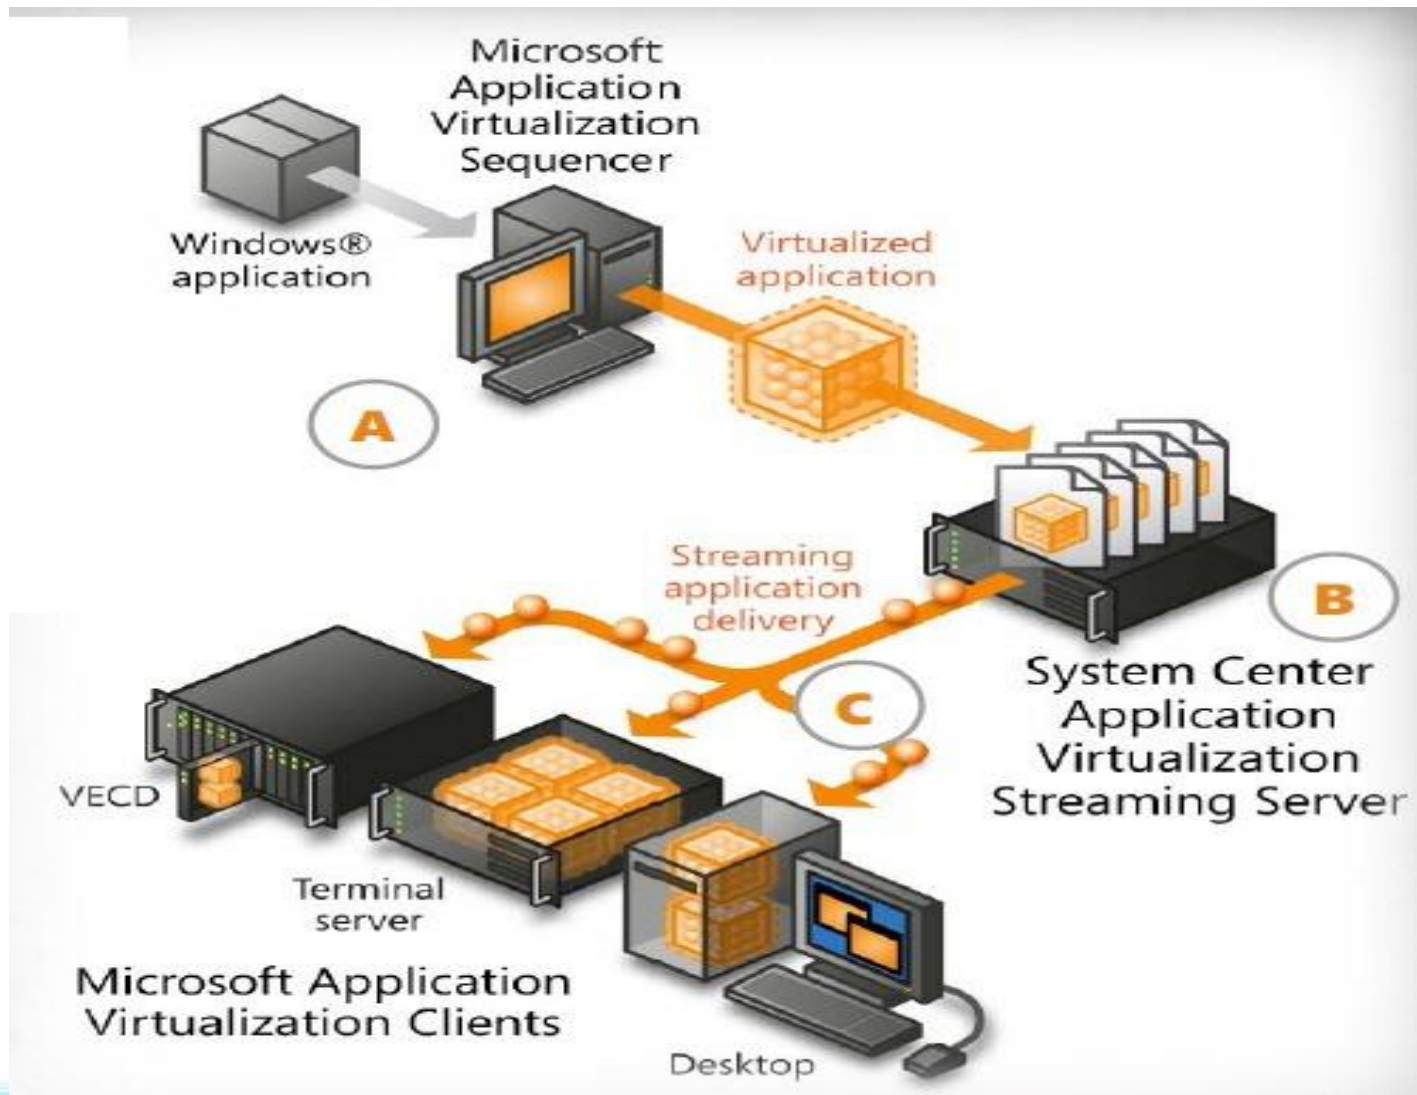 Microsoft
Application
Virtualization
Sequencer
Windows®
application
Virtualized
application
A
Streaming
application
delivery
B
System Center
Application
Virtualization
Streaming Server
C
VECD
Terminal
server
Microsoft Application
Virtualization Clients
Desktop